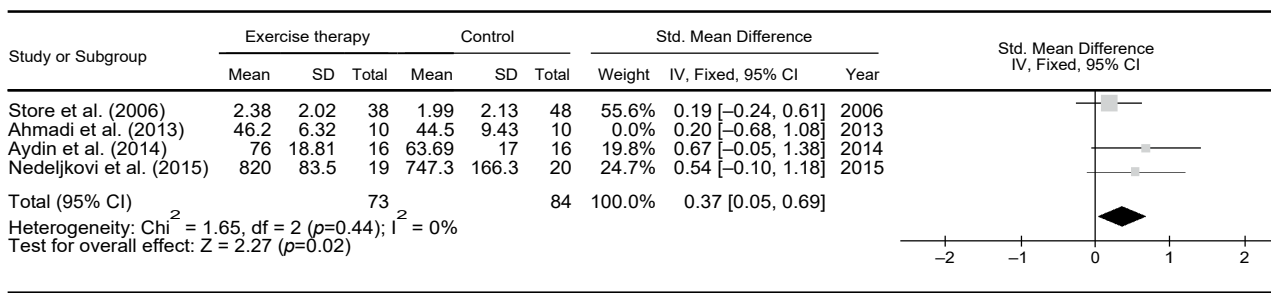 Study or Subgroup Exercise therapy Control Std. Mean Difference Std. Mean Difference
Mean SD Total Mean SD Total Weight IV, Fixed, 95% CI Year IV, Fixed, 95% CI
Store et al. (2006) 2.38 2.02 38 1.99 2.13 48 55.6% 0.19 [–0.24, 0.61] 2006
Ahmadi et al. (2013) 46.2 6.32 10 44.5 9.43 10 0.0% 0.20 [–0.68, 1.08] 2013
Aydin et al. (2014) 76 18.81 16 63.69 17 16 19.8% 0.67 [–0.05, 1.38] 2014
Nedeljkovi et al. (2015) 820 83.5 19 747.3 166.3 20 24.7% 0.54 [–0.10, 1.18] 2015
Total (95% CI) 73 84 100.0% 0.37 [0.05, 0.69]
Heterogeneity: Chi² = 1.65, df = 2 (p=0.44); I² = 0%
Test for overall effect: Z = 2.27 (p=0.02)
–2 –1 0 1 2